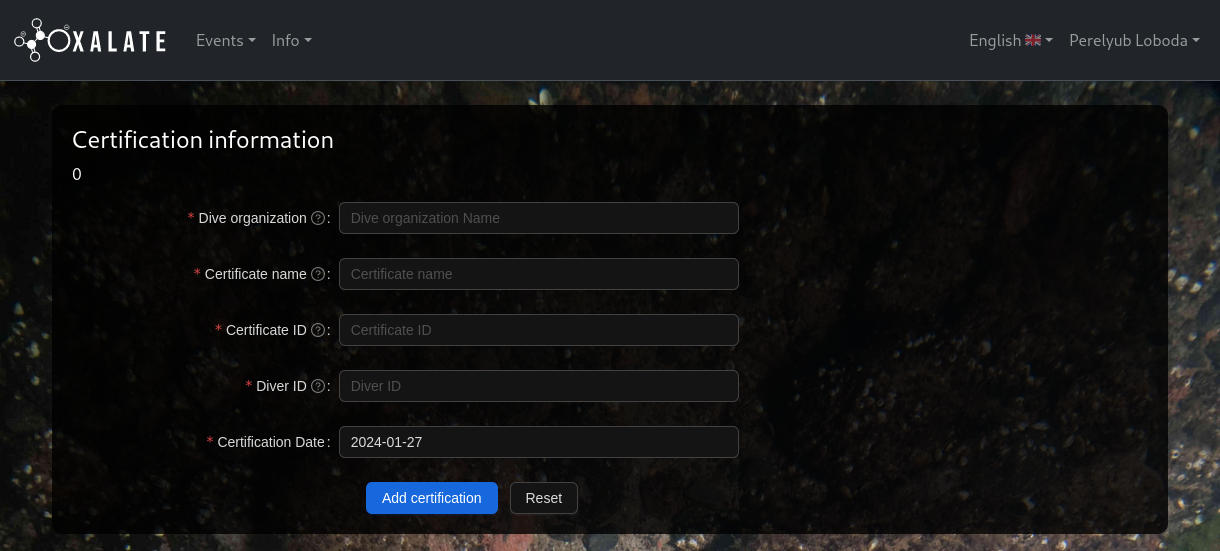 OXALATE Events Info English Perelyub Loboda
Certification information
0
* Dive organization ? : Dive organization Name
* Certificate name ? : Certificate name
* Certificate ID ? : Certificate ID
* Diver ID ? : Diver ID
* Certification Date : 2024-01-27
Add certification Reset